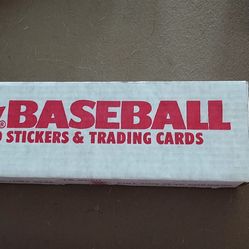 ® BASEBALL
STICKERS & TRADING CARDS